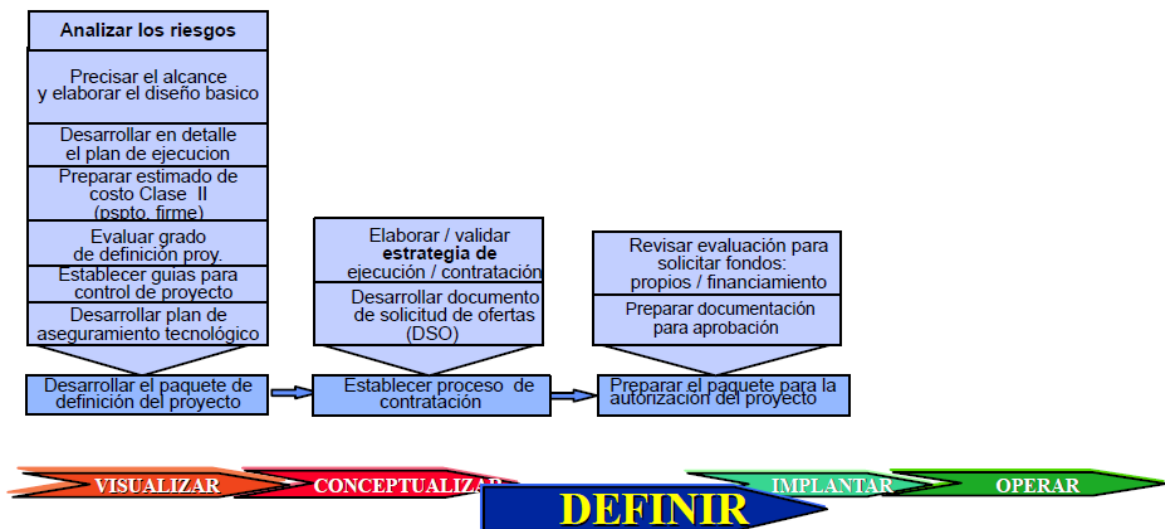 Analizar los riesgos
Precisar el alcance
y elaborar el diseño basico
Desarrollar en detalle
el plan de ejecucion
Preparar estimado de
costo Clase II
(pspto. firme)
Evaluar grado
de definición proy.
Establecer guias para
control de proyecto
Desarrollar plan de
aseguramiento tecnológico
Desarrollar el paquete de
definición del proyecto
Elaborar / validar
estrategia de
ejecución / contratación
Desarrollar documento
de solicitud de ofertas
(DSO)
Establecer proceso de
contratación
Revisar evaluación para
solicitar fondos:
propios / financiamiento
Preparar documentación
para aprobación
Preparar el paquete para la
autorización del proyecto
VISUALIZAR
CONCEPTUALIZAR
DEFINIR
IMPLANTAR
OPERAR